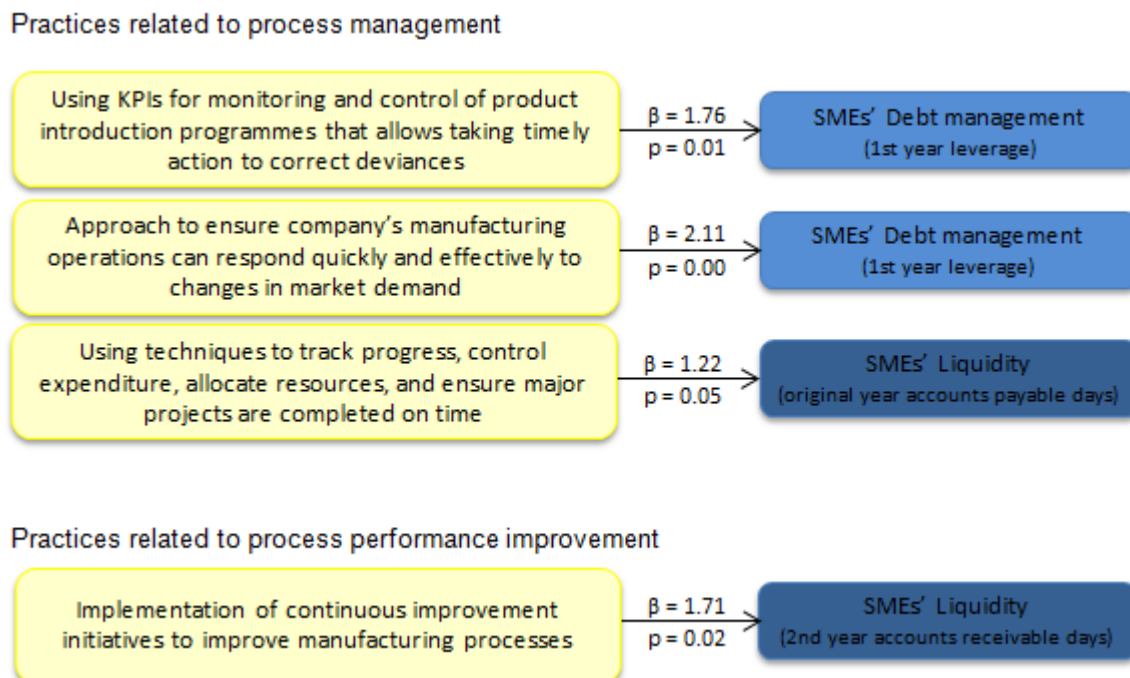 Practices related to process management
Using KPIs for monitoring and control of product
introduction programmes that allows taking timely
action to correct deviances
β = 1.76
p = 0.01
SMEs’ Debt management
(1st year leverage)
Approach to ensure company’s manufacturing
operations can respond quickly and effectively to
changes in market demand
β = 2.11
p = 0.00
SMEs’ Debt management
(1st year leverage)
Using techniques to track progress, control
expenditure, allocate resources, and ensure major
projects are completed on time
β = 1.22
p = 0.05
SMEs’ Liquidity
(original year accounts payable days)
Practices related to process performance improvement
Implementation of continuous improvement
initiatives to improve manufacturing processes
β = 1.71
p = 0.02
SMEs’ Liquidity
(2nd year accounts receivable days)